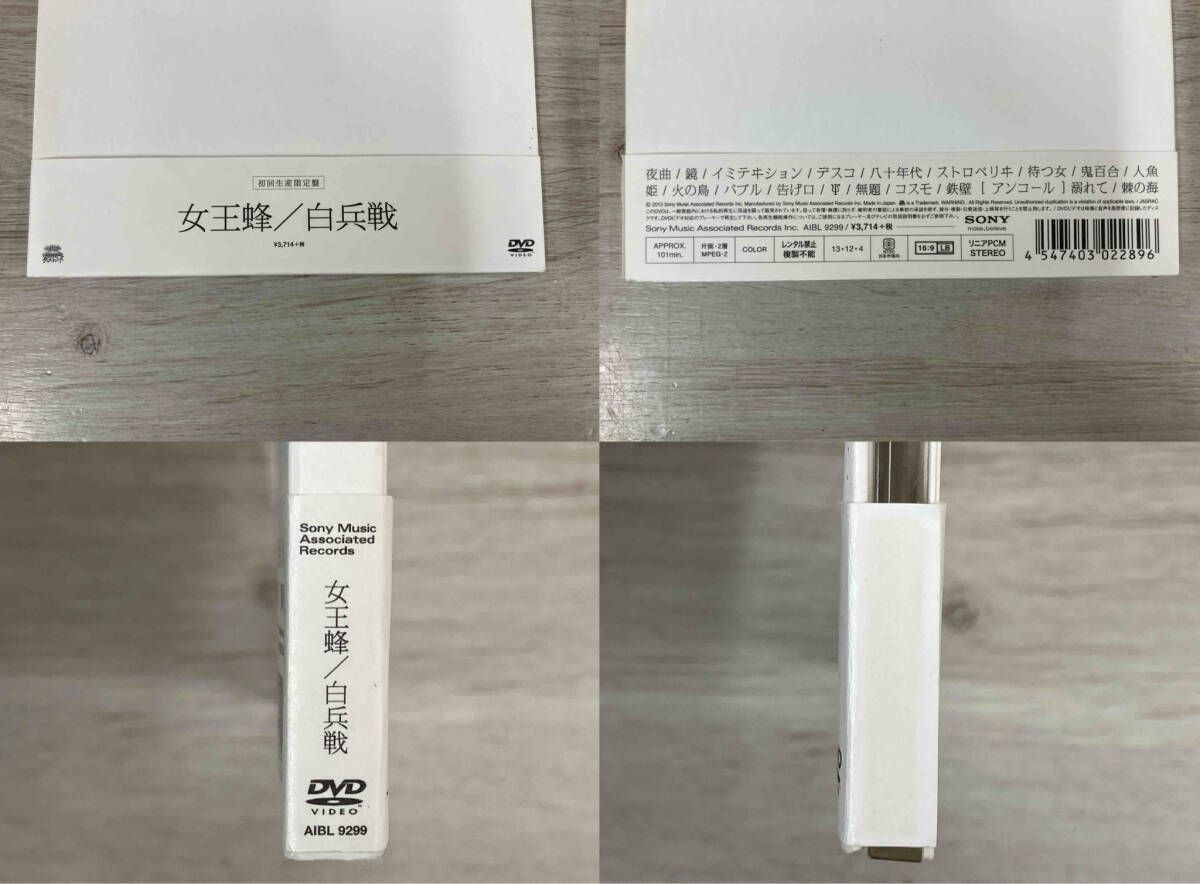 初回生産限定盤
女王蜂／白兵戦
¥3,714+税
DVD
VIDEO
夜曲 / 鏡 / イミテヰション / デスコ / 八十年代 / ストロベリヰ / 待つ女 / 鬼百合 / 人魚
姫 / 火の鳥 / バブル / 告げ口 / Ψ / 無題 / コスモ / 鉄壁 [ アンコール ] 溺れて / 棘の海
Sony Music Associated Records Inc. AIBL 9299 / ¥3,714+税
SONY
make.believe
APPROX.
101min.
片面・2層
MPEG-2
COLOR
レンタル禁止
複製不能
13・12・4
16:9 LB
リニアPCM
STEREO
4 547403 022896
Sony Music
Associated
Records
女王蜂／白兵戦
DVD
VIDEO
AIBL 9299